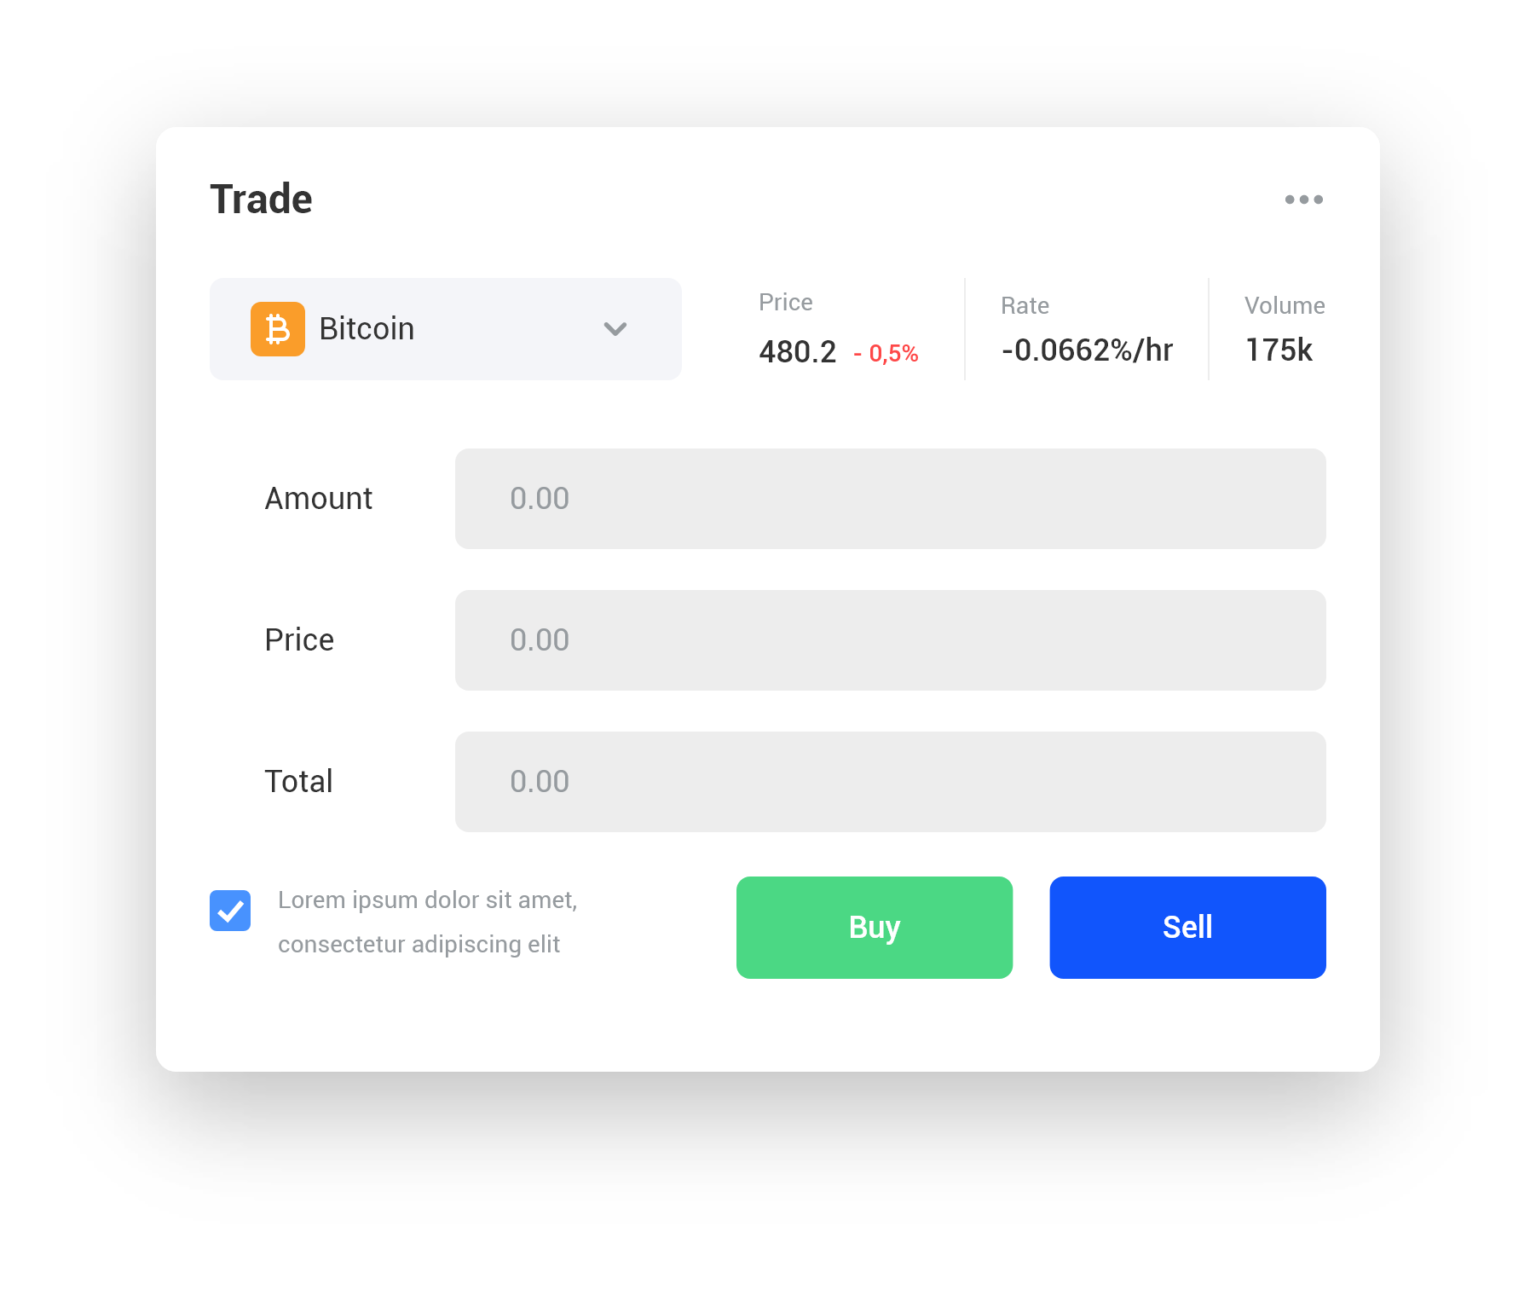 Trade
Bitcoin
Price
480.2 - 0,5%
Rate
-0.0662%/hr
Volume
175k
Amount
0.00
Price
0.00
Total
0.00
Lorem ipsum dolor sit amet,
consectetur adipiscing elit
Buy
Sell